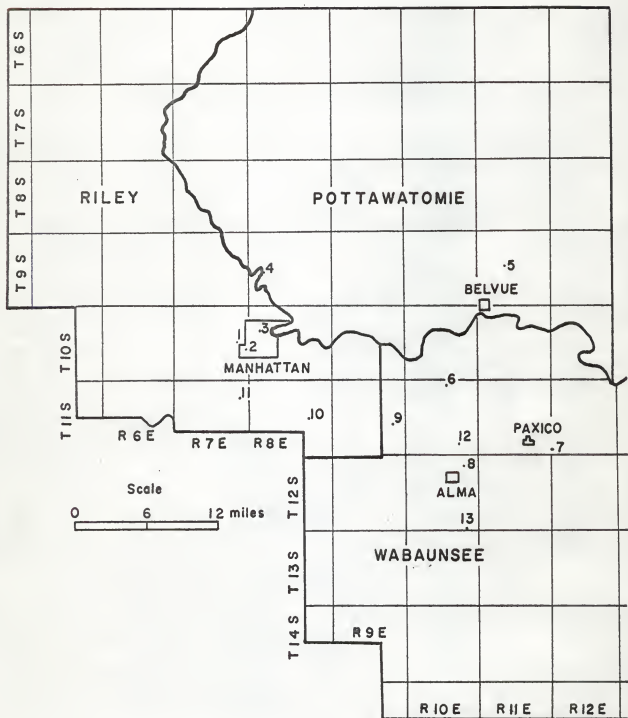 T6S
T7S
RILEY
POTTAWATOMIE
T8S
T9S
.4
.5
BELVUE
T10S
.1
.2
.3
MANHATTAN
.6
T11S
.11
.10
.9
R6E
R7E
R8E
.12
PAXICO
.7
.8
ALMA
Scale
0 6 12 miles
T12S
13
WABAUNSEE
T13S
T14S
R9E
R10E
R11E
R12E